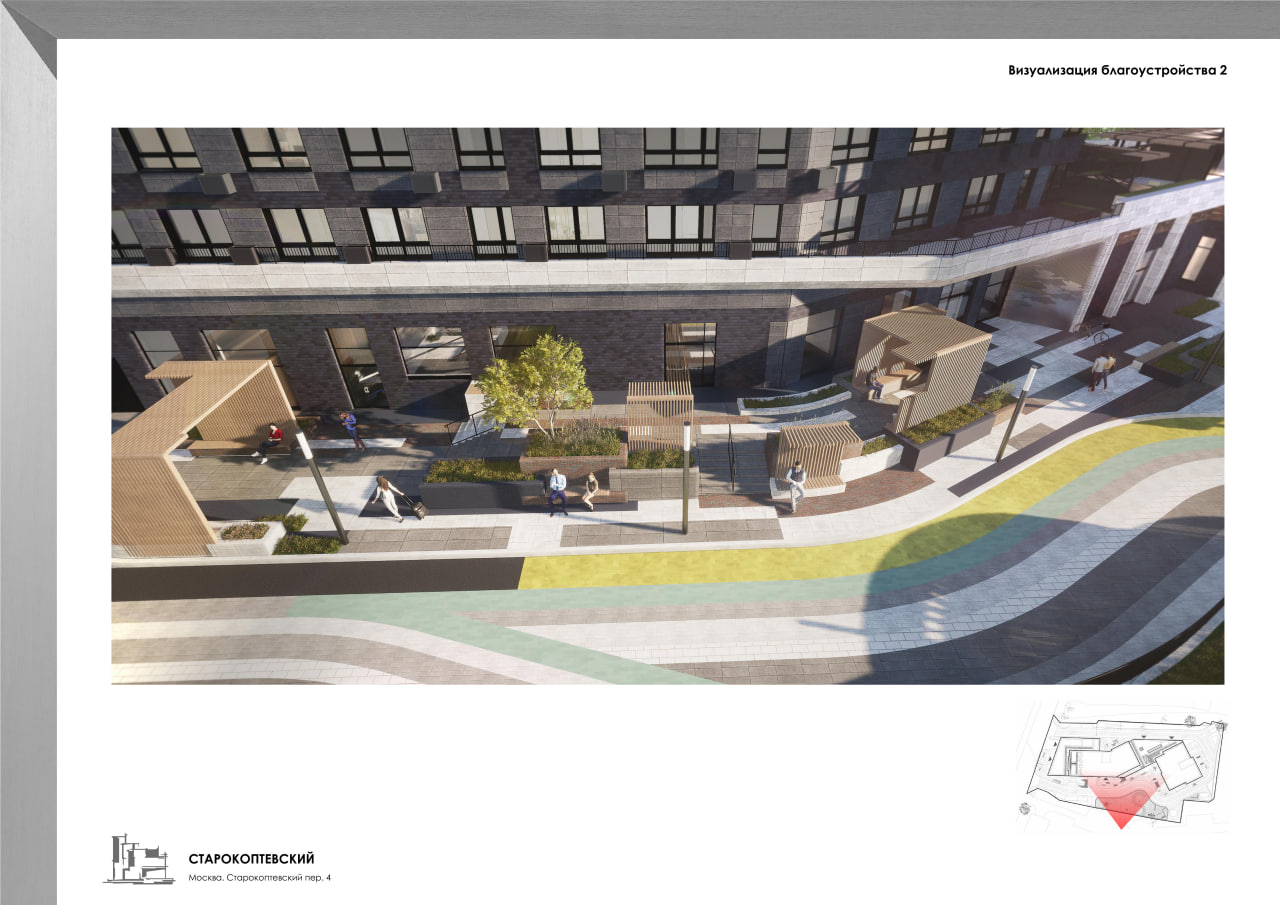 Визуализация благоустройства 2
СТАРОКОПТЕВСКИЙ
Москва, Старокоптевский пер, 4